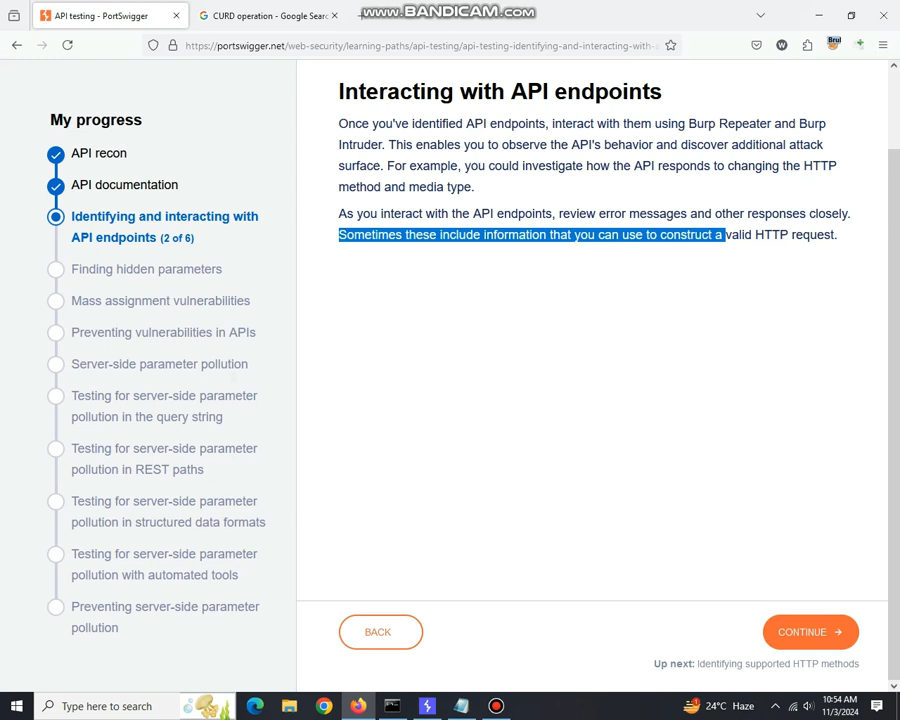 API testing - PortSwigger
CURD operation - Google Searc
www.BANDICAM.com
https://portswigger.net/web-security/learning-paths/api-testing/api-testing-identifying-and-interacting-with-a
W
Brul
My progress
API recon
API documentation
Identifying and interacting with
API endpoints (2 of 6)
Finding hidden parameters
Mass assignment vulnerabilities
Preventing vulnerabilities in APIs
Server-side parameter pollution
Testing for server-side parameter
pollution in the query string
Testing for server-side parameter
pollution in REST paths
Testing for server-side parameter
pollution in structured data formats
Testing for server-side parameter
pollution with automated tools
Preventing server-side parameter
pollution
Interacting with API endpoints
Once you've identified API endpoints, interact with them using Burp Repeater and Burp
Intruder. This enables you to observe the API's behavior and discover additional attack
surface. For example, you could investigate how the API responds to changing the HTTP
method and media type.
As you interact with the API endpoints, review error messages and other responses closely.
Sometimes these include information that you can use to construct a valid HTTP request.
BACK
CONTINUE
Up next: Identifying supported HTTP methods
Type here to search
24°C Haze
10:54 AM
11/3/2024